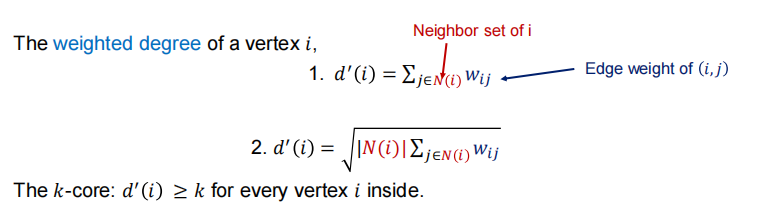 Neighbor set of i
The weighted degree of a vertex i,
1. d′(i) = ∑j∈N(i) wij
Edge weight of (i,j)
2. d′(i) = √|N(i)|∑j∈N(i) wij
The k-core: d′(i) ≥ k for every vertex i inside.